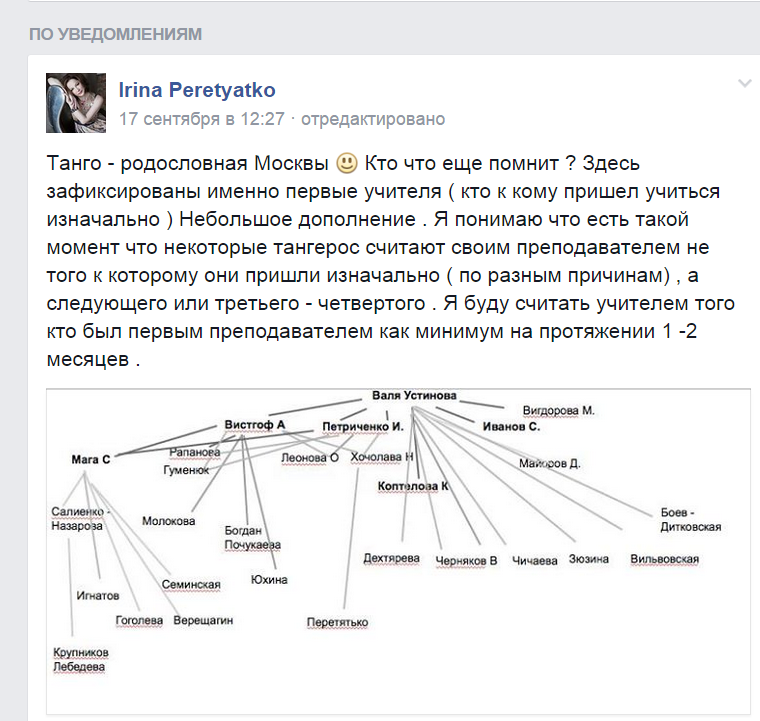 ПО УВЕДОМЛЕНИЯМ
Irina Peretyatko
17 сентября в 12:27 · отредактировано
Танго - родословная Москвы 🙂 Кто что еще помнит ? Здесь
зафиксированы именно первые учителя ( кто к кому пришел учиться
изначально ) Небольшое дополнение . Я понимаю что есть такой
момент что некоторые тангерос считают своим преподавателем не
того к которому они пришли изначально ( по разным причинам) , а
следующего или третьего - четвертого . Я буду считать учителем того
кто был первым преподавателем как минимум на протяжении 1 -2
месяцев .
Валя Устинова
Вигдорова М.
Вистгоф А
Петриченко И.
Иванов С.
Мага С
Рапанова
Гуменюк
Леонова О
Хочолава Н
Майоров Д.
Коптелова К
Салиенко -
Назарова
Молокова
Богдан
Почукаева
Боев -
Дитковская
Дехтярева
Черняков В
Чичаева
Зюзина
Вильвовская
Игнатов
Семинская
Юхина
Гоголева
Верещагин
Перетятько
Крупников
Лебедева